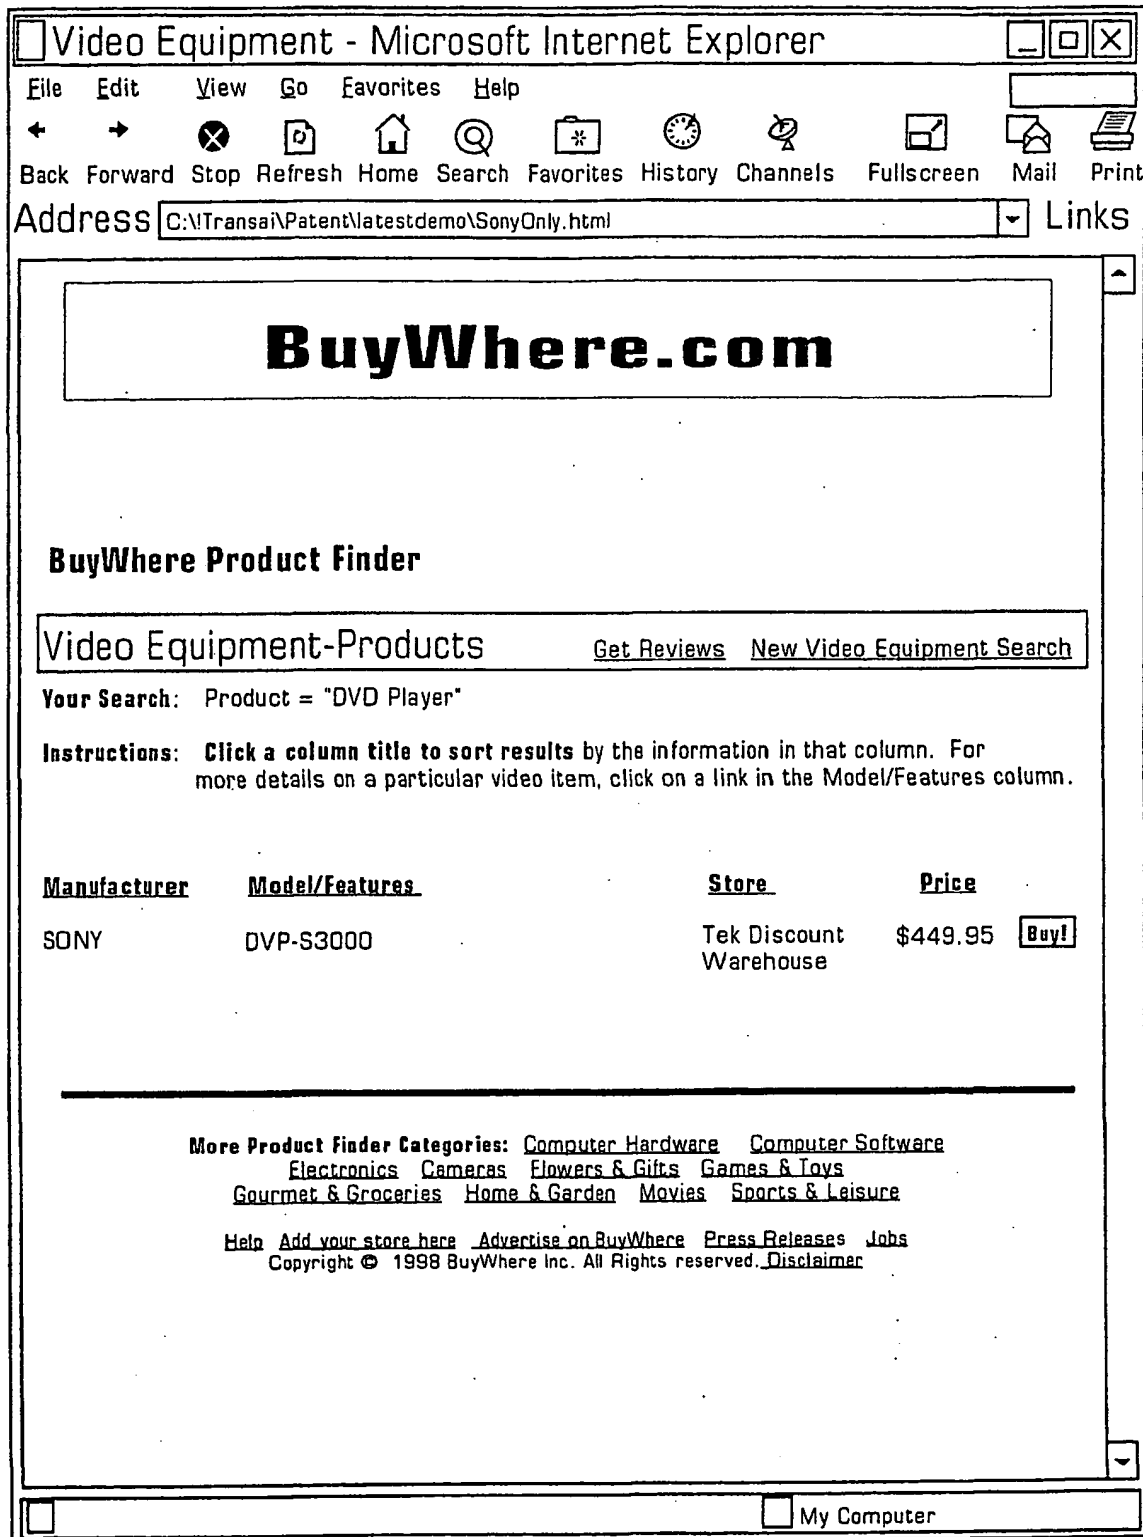 Video Equipment - Microsoft Internet Explorer
File Edit View Go Favorites Help
Back Forward Stop Refresh Home Search Favorites History Channels Fullscreen Mail Print
Address C:\!Transai\Patent\latestdemo\SonyOnly.html Links
BuyWhere.com
BuyWhere Product Finder
Video Equipment-Products Get Reviews New Video Equipment Search
Your Search: Product = "DVD Player"
Instructions: Click a column title to sort results by the information in that column. For
more details on a particular video item, click on a link in the Model/Features column.
Manufacturer Model/Features Store Price
SONY DVP-S3000 Tek Discount $449.95 Buy!
Warehouse
More Product Finder Categories: Computer Hardware Computer Software
Electronics Cameras Flowers & Gifts Games & Toys
Gourmet & Groceries Home & Garden Movies Sports & Leisure
Help Add your store here Advertise on BuyWhere Press Releases Jobs
Copyright © 1998 BuyWhere Inc. All Rights reserved. Disclaimer
My Computer